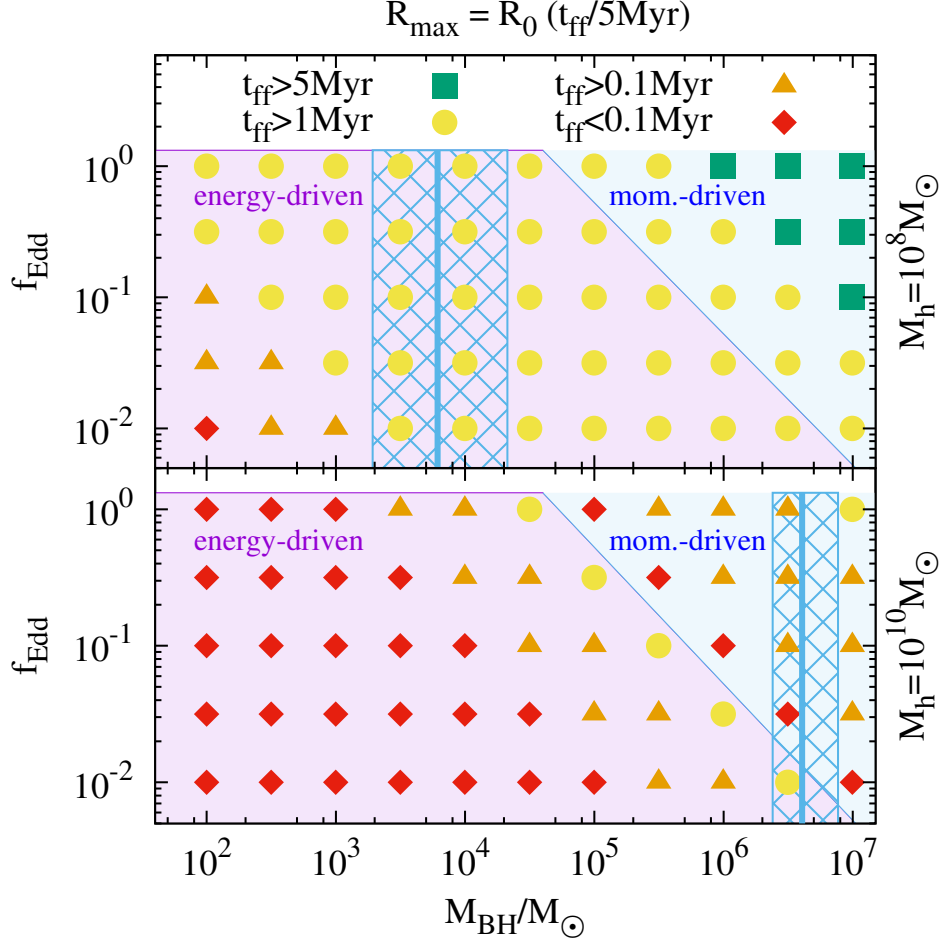 R_max = R_0 (t_ff/5Myr)
t_ff>5Myr t_ff>0.1Myr
t_ff>1Myr t_ff<0.1Myr
10^0
energy-driven mom.-driven
f_Edd
10^-1
M_h=10^8M_⊙
10^-2
10^0
energy-driven mom.-driven
f_Edd
10^-1
M_h=10^10M_⊙
10^-2
10^2 10^3 10^4 10^5 10^6 10^7
M_BH/M_⊙